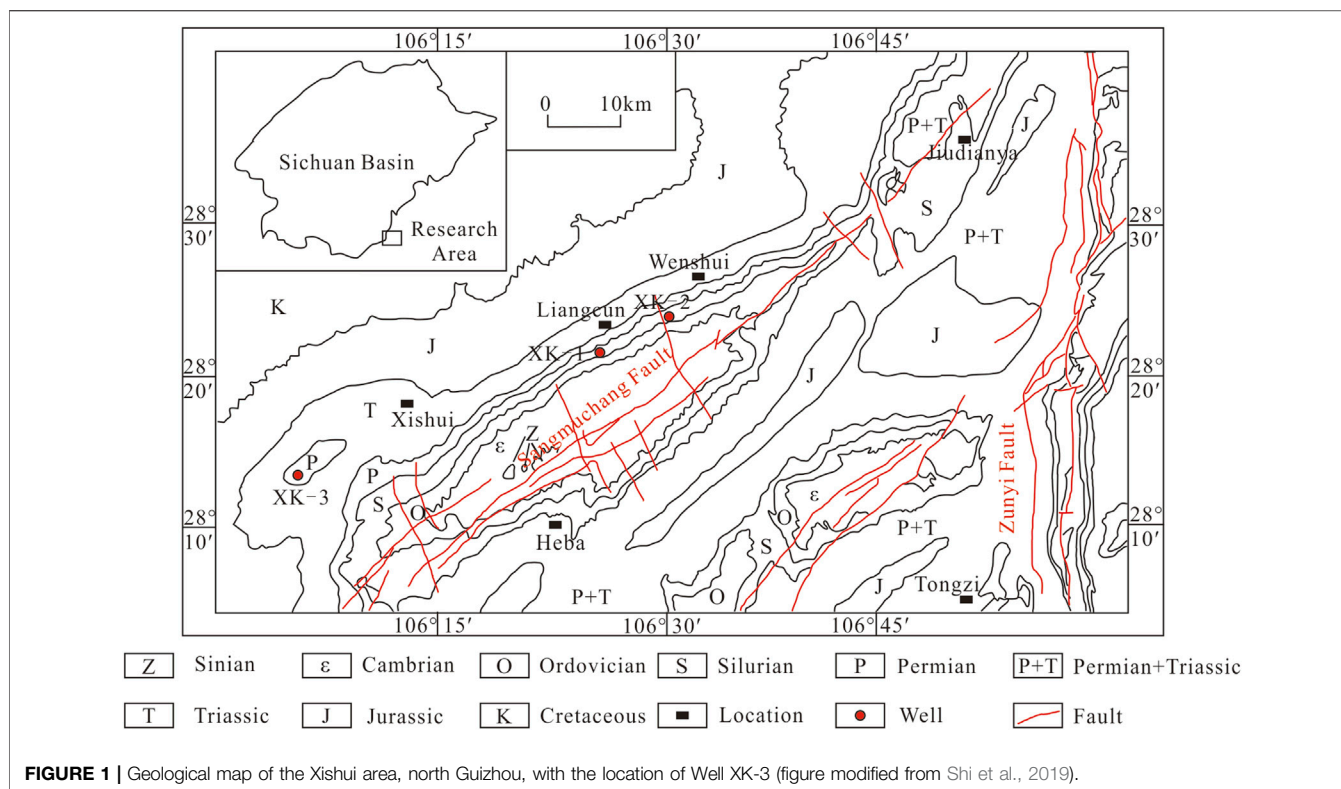 106° 15′
106° 30′
106° 45′
Sichuan Basin
Research
Area
0 10km
28°
30′
28°
30′
28°
20′
28°
20′
28°
10′
28°
10′
P+T
J
Jiudianya
J
S
P+T
Wenshui
K
XK-2
Liangcun
J
J
XK-1
J
Sangmuchang Fault
T
Xishui
Z
ε
P
P
XK-3
S
O
Heba
ε
O
Zunyi Fault
P+T
S
P+T
O
J
Tongzi
106° 15′
106° 30′
106° 45′
Z Sinian ε Cambrian O Ordovician S Silurian P Permian P+T Permian+Triassic
T Triassic J Jurassic K Cretaceous Location Well Fault
FIGURE 1 | Geological map of the Xishui area, north Guizhou, with the location of Well XK-3 (figure modified from Shi et al., 2019).